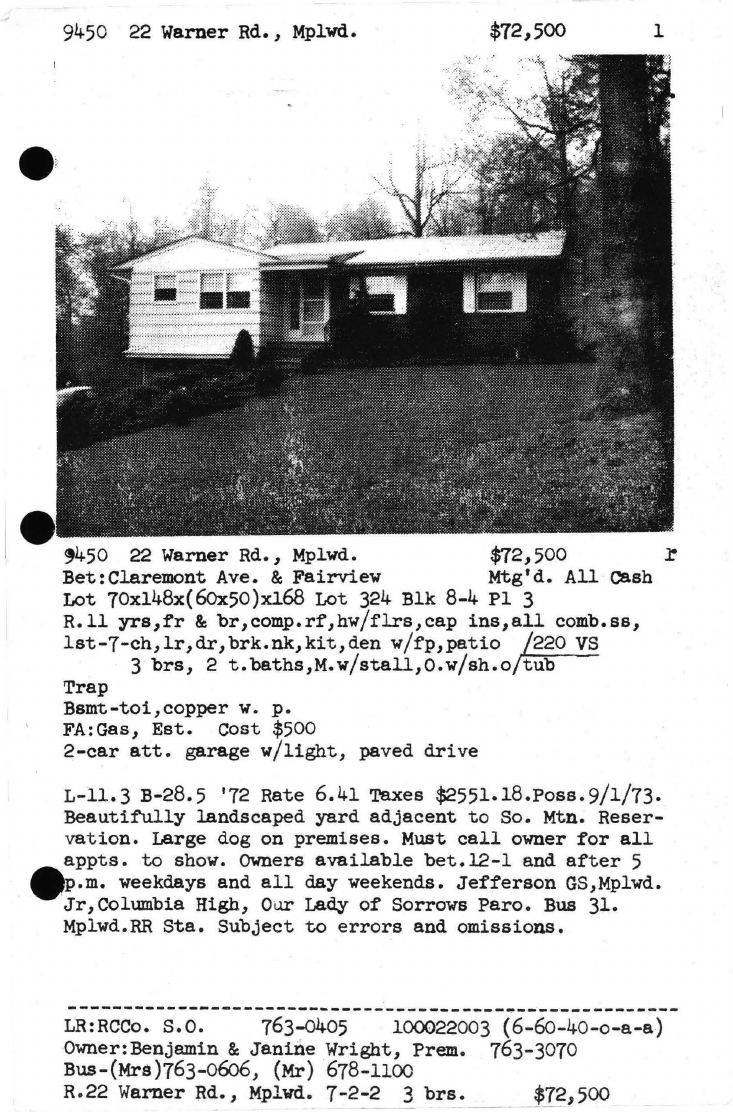 9450 22 Warner Rd., Mplwd. $72,500 1
9450 22 Warner Rd., Mplwd. $72,500 r
Bet:Claremont Ave. & Fairview Mtg'd. All Cash
Lot 70x148x(60x50)x168 Lot 324 Blk 8-4 Pl 3
R.11 yrs,fr & br,comp.rf,hw/flrs,cap ins,all comb.ss,
1st-7-ch,lr,dr,brk.nk,kit,den w/fp,patio /220 VS
3 brs, 2 t.baths,M.w/stall,O.w/sh.o/tub
Trap
Bsmt-toi,copper w. p.
FA:Gas, Est. Cost $500
2-car att. garage w/light, paved drive
L-11.3 B-28.5 '72 Rate 6.41 Taxes $2551.18.Poss.9/1/73.
Beautifully landscaped yard adjacent to So. Mtn. Reser-
vation. Large dog on premises. Must call owner for all
appts. to show. Owners available bet.12-1 and after 5
p.m. weekdays and all day weekends. Jefferson GS,Mplwd.
Jr,Columbia High, Our Lady of Sorrows Paro. Bus 31.
Mplwd.RR Sta. Subject to errors and omissions.
LR:RCCo. S.O. 763-0405 100022003 (6-60-40-o-a-a)
Owner:Benjamin & Janine Wright, Prem. 763-3070
Bus-(Mrs)763-0606, (Mr) 678-1100
R.22 Warner Rd., Mplwd. 7-2-2 3 brs. $72,500